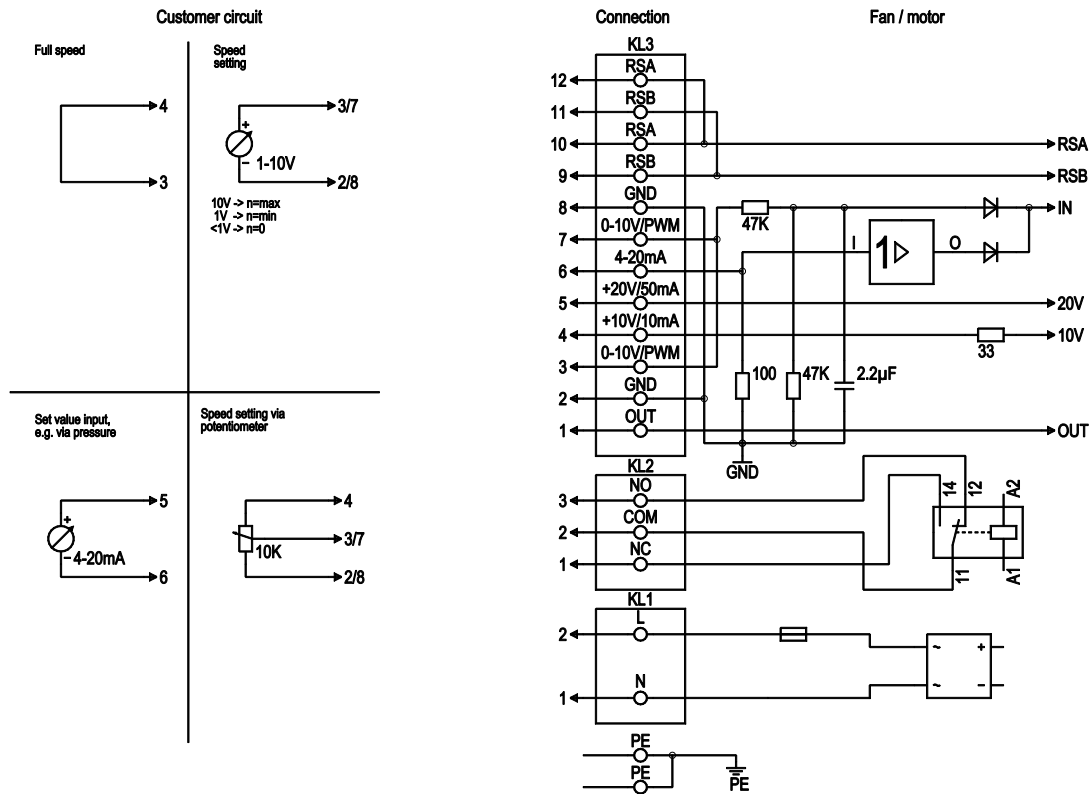 Customer circuit
Connection
Fan / motor
Full speed
4
3
Speed
setting
3/7
+
1-10V
−
2/8
10V -> n=max
1V -> n=min
<1V -> n=0
Set value input,
e.g. via pressure
5
+
4-20mA
−
6
Speed setting via
potentiometer
4
3/7
10K
2/8
KL3
12 RSA
11 RSB
10 RSA RSA
9 RSB RSB
8 GND IN
47K
7 0-10V/PWM
I 1 O
6 4-20mA
5 +20V/50mA 20V
4 +10V/10mA 10V
33
3 0-10V/PWM
100 47K 2.2µF
2 GND
1 OUT OUT
GND
KL2
3 NO
14 12 A2
2 COM
1 NC
11 A1
KL1
2 L
~ +
1 N
~ −
PE
PE
PE